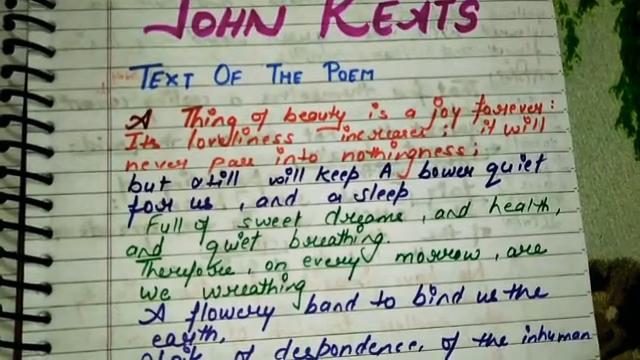 JOHN KEATS
TEXT OF THE POEM
A Thing of beauty is a joy forever:
Its loveliness increases; it will
never pass into nothingness;
but still will keep A bower quiet
for us, and a sleep
Full of sweet dreams, and health,
and quiet breathing.
Therefore, on every morrow, are
we wreathing
A flowery band to bind us the
earth,
of despondence, of the inhuman